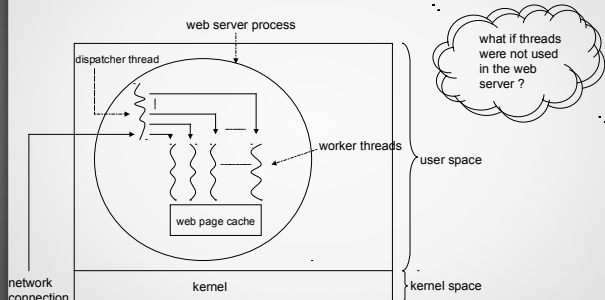 web server process
what if threads
were not used
in the web
server ?
dispatcher thread
worker threads
user space
web page cache
network
connection
kernel
kernel space